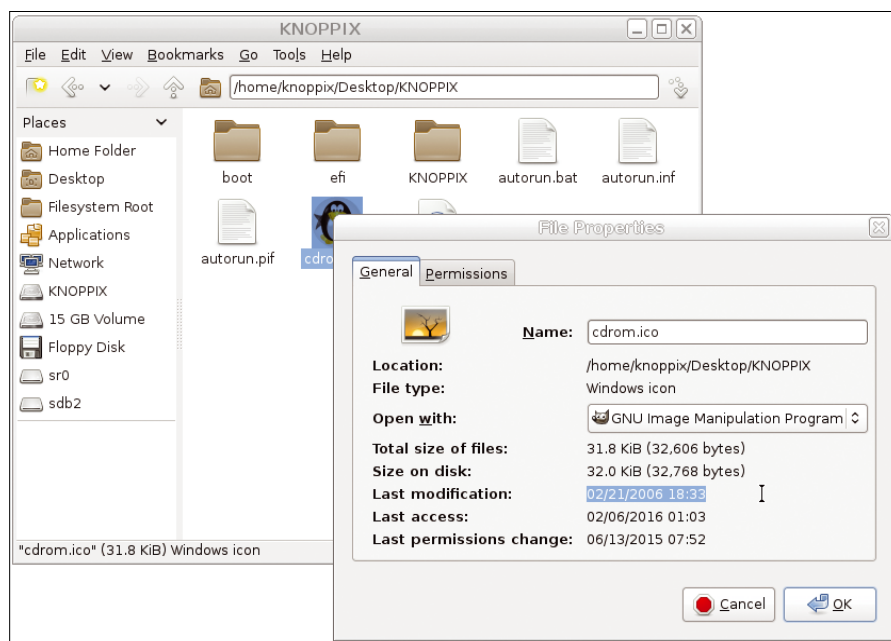 KNOPPIX
File Edit View Bookmarks Go Tools Help
/home/knoppix/Desktop/KNOPPIX
Places
Home Folder
Desktop
Filesystem Root
Applications
Network
KNOPPIX
15 GB Volume
Floppy Disk
sr0
sdb2
boot efi KNOPPIX autorun.bat autorun.inf
autorun.pif cdro
"cdrom.ico" (31.8 KiB) Windows icon
File Properties
General Permissions
Name: cdrom.ico
Location: /home/knoppix/Desktop/KNOPPIX
File type: Windows icon
Open with: GNU Image Manipulation Program
Total size of files: 31.8 KiB (32,606 bytes)
Size on disk: 32.0 KiB (32,768 bytes)
Last modification: 02/21/2006 18:33
Last access: 02/06/2016 01:03
Last permissions change: 06/13/2015 07:52
Cancel OK